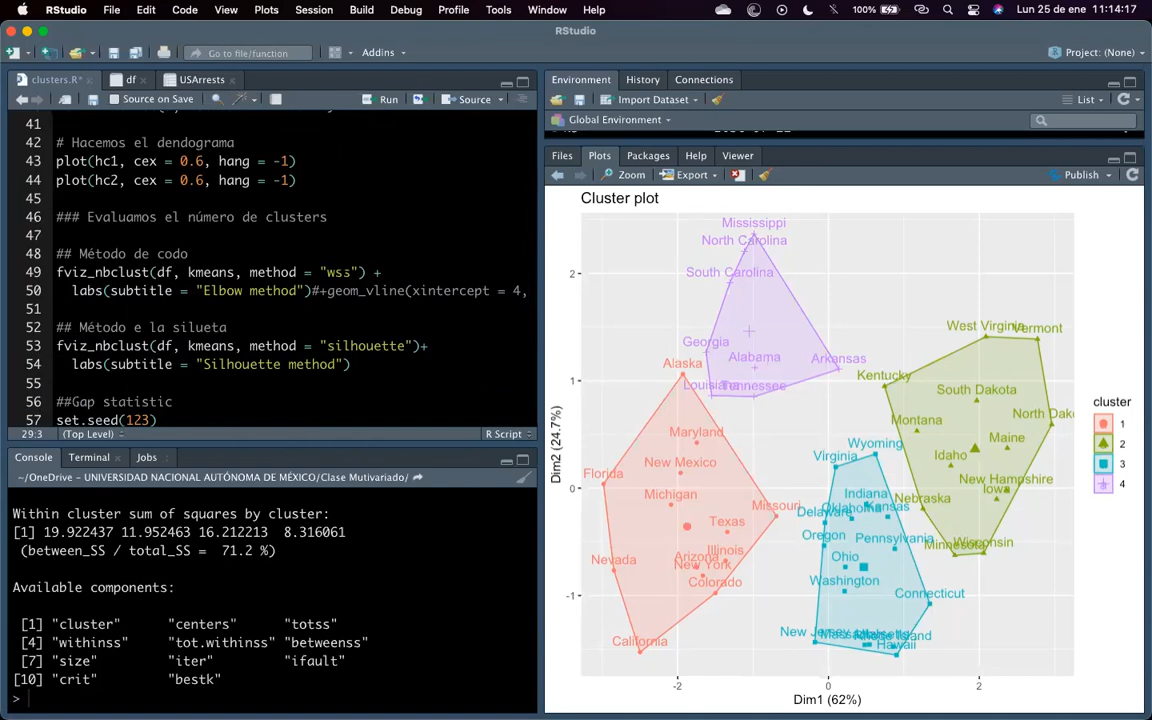 RStudio File Edit Code View Plots Session Build Debug Profile Tools Window Help 100% Lun 25 de ene 11:14:17
RStudio
Go to file/function Addins Project: (None)
clusters.R* df USArrests
Source on Save Run Source
41
42 # Hacemos el dendograma
43 plot(hc1, cex = 0.6, hang = -1)
44 plot(hc2, cex = 0.6, hang = -1)
45
46 ### Evaluamos el número de clusters
47
48 ## Método de codo
49 fviz_nbclust(df, kmeans, method = "wss") +
50 labs(subtitle = "Elbow method")#+geom_vline(xintercept = 4,
51
52 ## Método e la silueta
53 fviz_nbclust(df, kmeans, method = "silhouette")+
54 labs(subtitle = "Silhouette method")
55
56 ##Gap statistic
57 set.seed(123)
29:3 (Top Level) R Script
Console Terminal Jobs
~/OneDrive - UNIVERSIDAD NACIONAL AUTÓNOMA DE MÉXICO/Clase Mutivariado/
Within cluster sum of squares by cluster:
[1] 19.922437 11.952463 16.212213 8.316061
(between_SS / total_SS = 71.2 %)
Available components:
[1] "cluster" "centers" "totss"
[4] "withinss" "tot.withinss" "betweenss"
[7] "size" "iter" "ifault"
[10] "crit" "bestk"
>
Environment History Connections
Import Dataset List
Global Environment
Files Plots Packages Help Viewer
Zoom Export Publish
Cluster plot
Mississippi
North Carolina
South Carolina
Georgia
Alabama
Arkansas
Louisiana
Tennessee
Alaska
Maryland
New Mexico
Florida
Michigan
Missouri
Texas
Illinois
Arizona
New York
Nevada
Colorado
California
West Virginia
Vermont
Kentucky
South Dakota
North Dako
Montana
Maine
Idaho
New Hampshire
Iowa
Nebraska
Minnesota
Wisconsin
Wyoming
Virginia
Indiana
Oklahoma
Kansas
Delaware
Oregon
Pennsylvania
Ohio
Washington
Connecticut
New Jersey
Massachusetts
Rhode Island
Hawaii
cluster
1
2
3
4
2
1
0
-1
Dim2 (24.7%)
-2 0 2
Dim1 (62%)